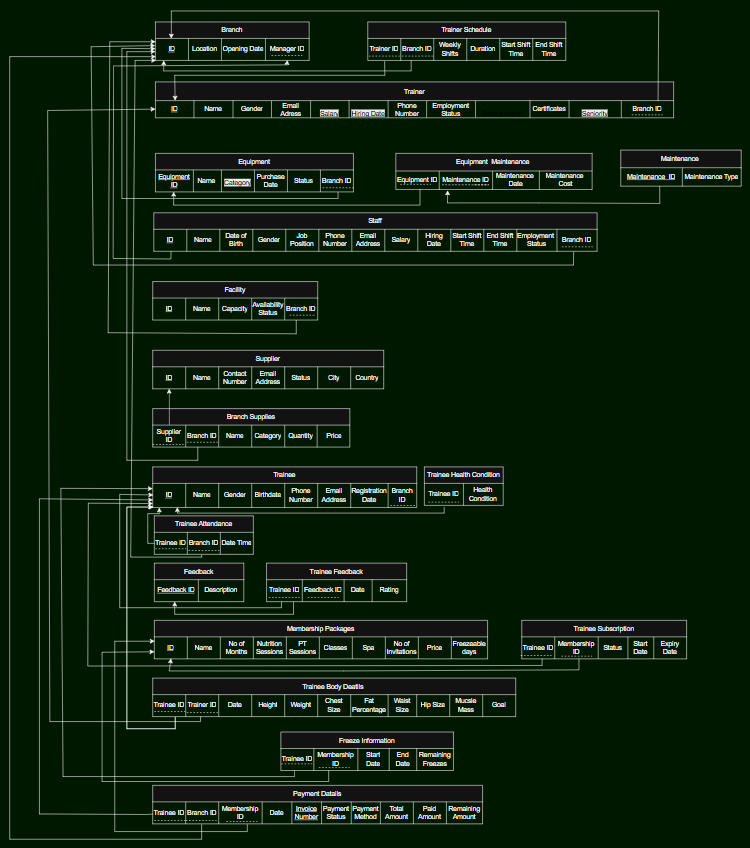 Branch
ID Location Opening Date Manager ID
Trainer Schedule
Trainer ID Branch ID Weekly Shifts Duration Start Shift Time End Shift Time
Trainer
ID Name Gender Email Adress Salary Hiring Date Phone Number Employment Status Certificates Seniority Branch ID
Equipment
Equipment ID Name Category Purchase Date Status Branch ID
Equipment Maintenance
Equipment ID Maintenance ID Maintenance Date Maintenance Cost
Maintenance
Maintenance ID Maintenance Type
Staff
ID Name Date of Birth Gender Job Position Phone Number Email Address Salary Hiring Date Start Shift Time End Shift Time Employment Status Branch ID
Facility
ID Name Capacity Availability Status Branch ID
Supplier
ID Name Contact Number Email Address Status City Country
Branch Supplies
Supplier ID Branch ID Name Category Quantity Price
Trainee
ID Name Gender Birthdate Phone Number Email Address Registration Date Branch ID
Trainee Health Condition
Trainee ID Health Condition
Trainee Attendance
Trainee ID Branch ID Date Time
Feedback
Feedback ID Description
Trainee Feedback
Trainee ID Feedback ID Date Rating
Membership Packages
ID Name No of Months Nutrition Sessions PT Sessions Classes Spa No of Invitations Price Freezeable days
Trainee Subscription
Trainee ID Membership ID Status Start Date Expiry Date
Trainee Body Deatils
Trainee ID Trainer ID Date Height Weight Chest Size Fat Percentage Waist Size Hip Size Mucsle Mass Goal
Freeze Information
Trainee ID Membership ID Start Date End Date Remaining Freezes
Payment Datails
Trainee ID Branch ID Membership ID Date Invoice Number Payment Status Payment Method Total Amount Paid Amount Remaining Amount